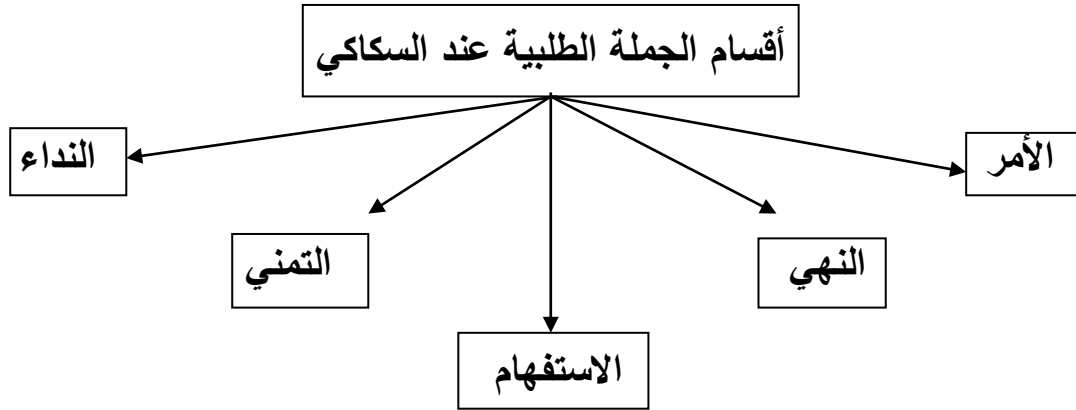 أقسام الجملة الطلبية عند السكاكي
الأمر
النداء
النهي
التمني
الاستفهام